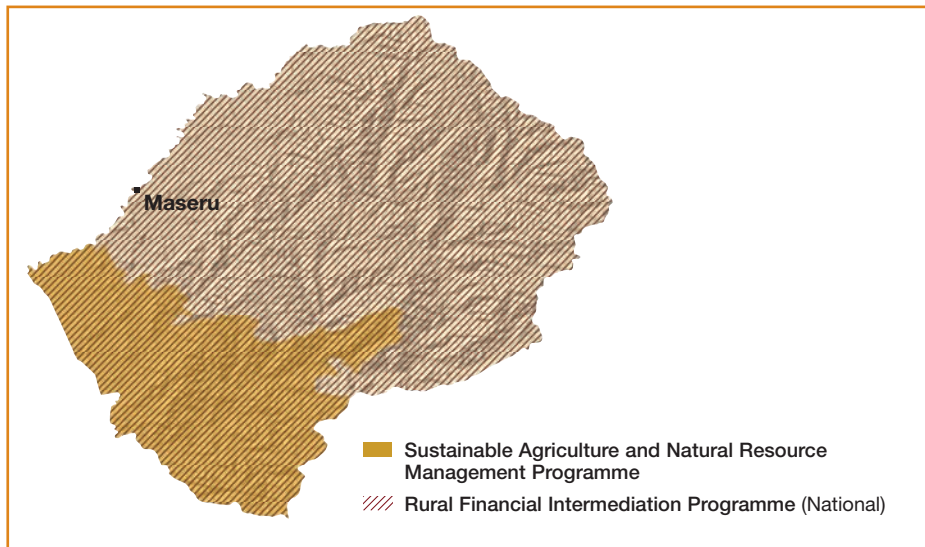 Maseru
Sustainable Agriculture and Natural Resource
Management Programme
Rural Financial Intermediation Programme (National)